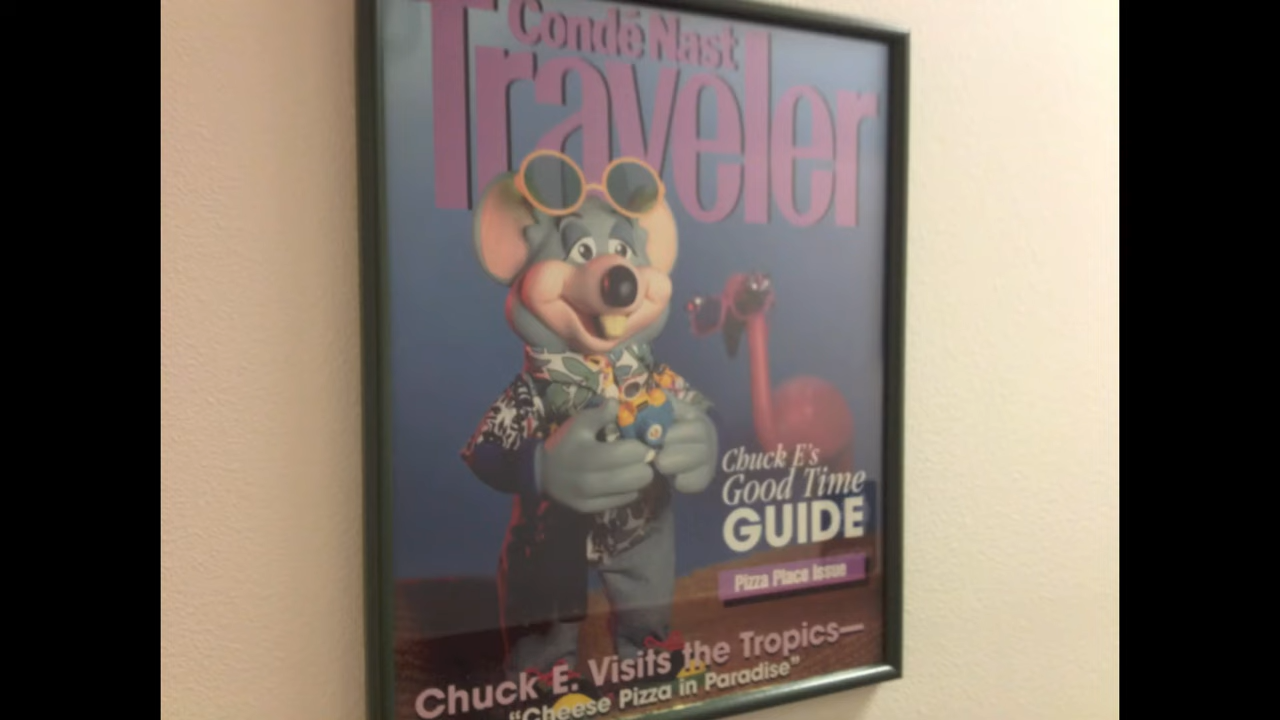 Condé Nast
Traveler
Chuck E's
Good Time
GUIDE
Pizza Place Issue
Chuck E. Visits the Tropics—
"Cheese Pizza in Paradise"